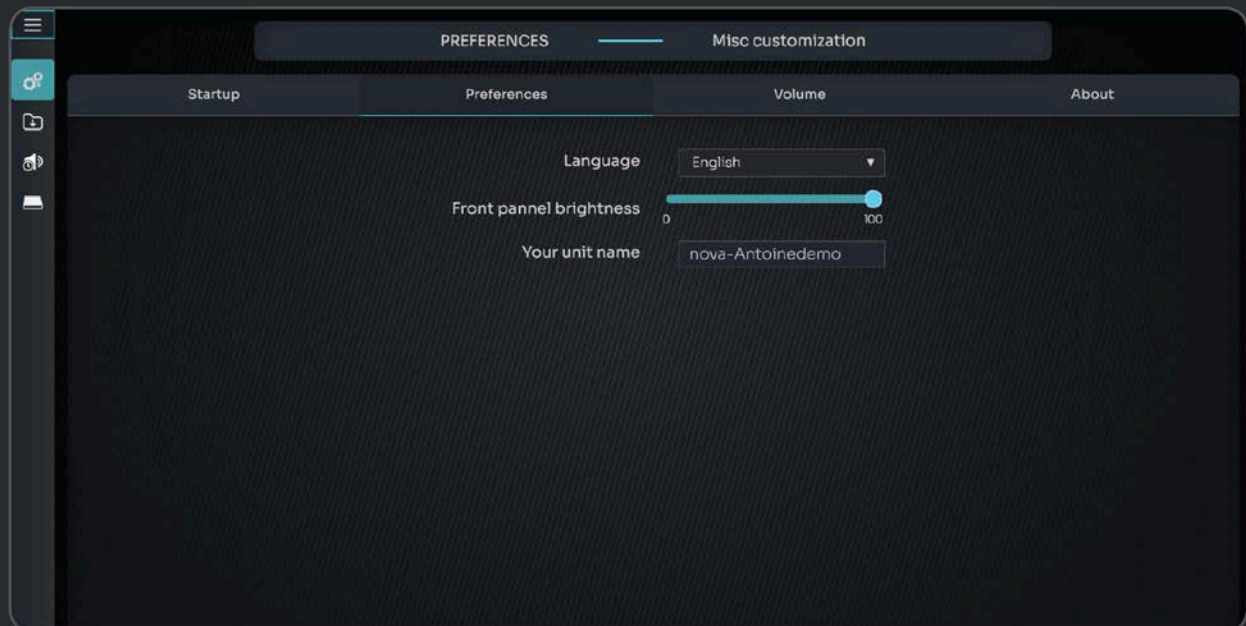 PREFERENCES Misc customization
Startup Preferences Volume About
Language English
Front pannel brightness
0 100
Your unit name nova-Antoinedemo